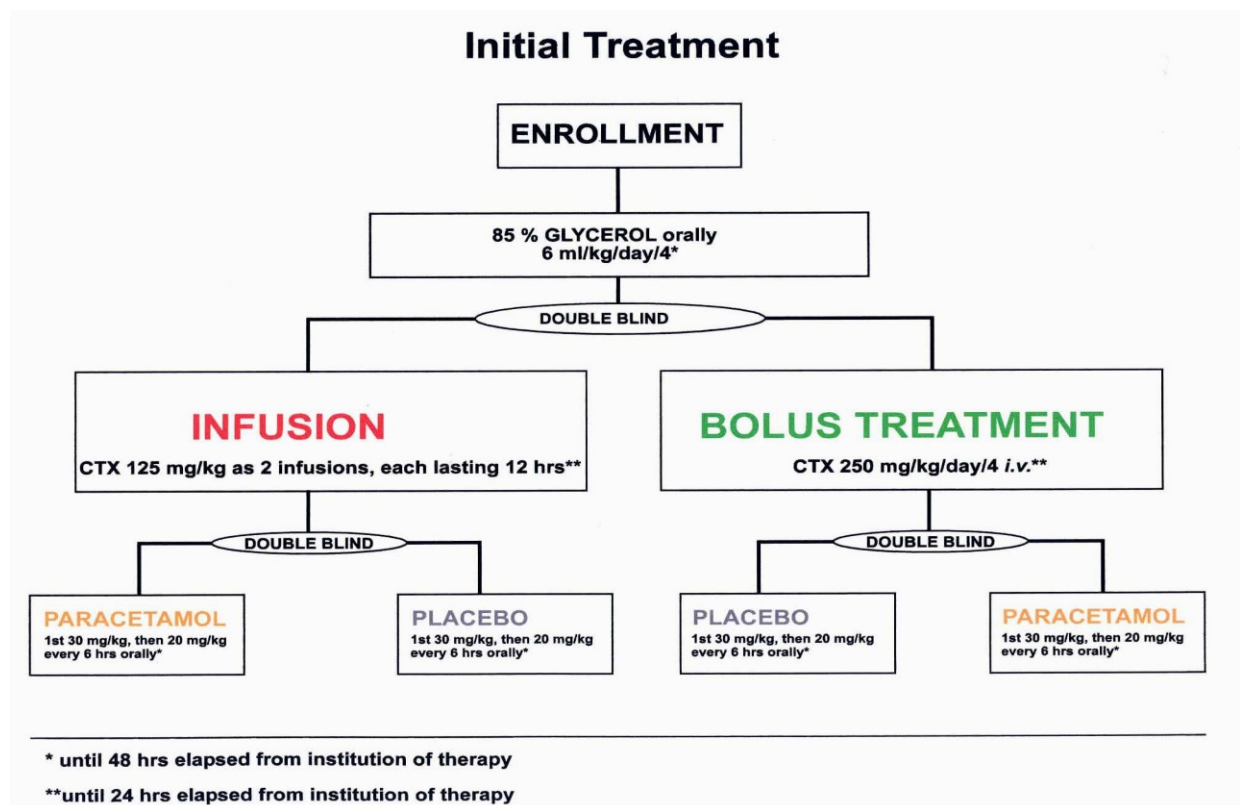 Initial Treatment
ENROLLMENT
85 % GLYCEROL orally
6 ml/kg/day/4*
DOUBLE BLIND
INFUSION
CTX 125 mg/kg as 2 infusions, each lasting 12 hrs**
BOLUS TREATMENT
CTX 250 mg/kg/day/4 i.v.**
DOUBLE BLIND
DOUBLE BLIND
PARACETAMOL
1st 30 mg/kg, then 20 mg/kg
every 6 hrs orally*
PLACEBO
1st 30 mg/kg, then 20 mg/kg
every 6 hrs orally*
PLACEBO
1st 30 mg/kg, then 20 mg/kg
every 6 hrs orally*
PARACETAMOL
1st 30 mg/kg, then 20 mg/kg
every 6 hrs orally*
* until 48 hrs elapsed from institution of therapy
**until 24 hrs elapsed from institution of therapy